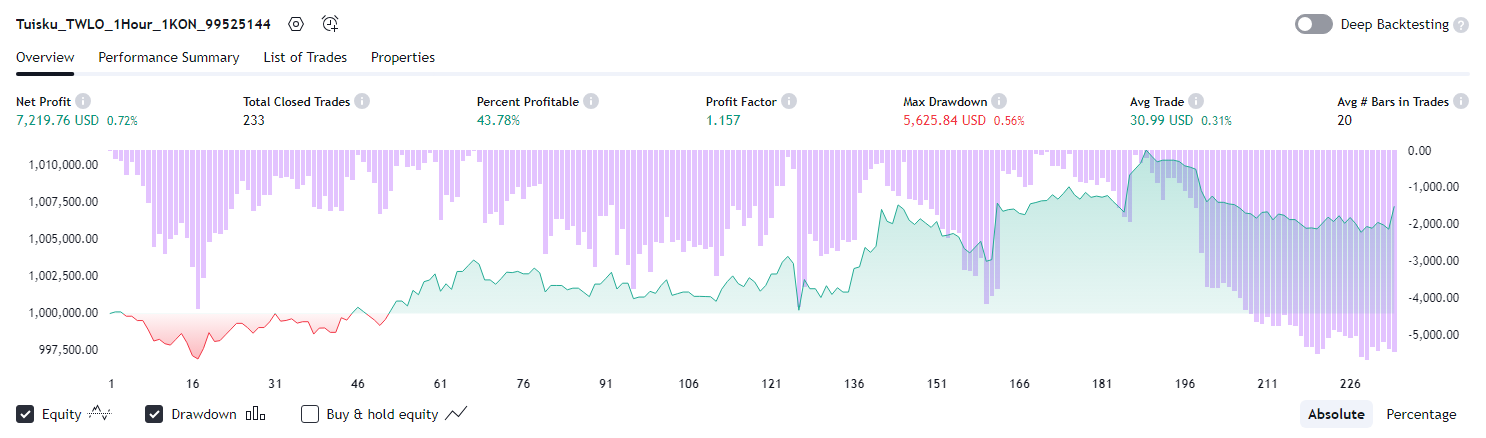 Tuisku_TWLO_1Hour_1KON_99525144
Deep Backtesting ?
Overview Performance Summary List of Trades Properties
Net Profit i Total Closed Trades i Percent Profitable i Profit Factor i Max Drawdown i Avg Trade i Avg # Bars in Trades i
7,219.76 USD 0.72% 233 43.78% 1.157 5,625.84 USD 0.56% 30.99 USD 0.31% 20
1,010,000.00
1,007,500.00
1,005,000.00
1,002,500.00
1,000,000.00
997,500.00
0.00
-1,000.00
-2,000.00
-3,000.00
-4,000.00
-5,000.00
1 16 31 46 61 76 91 106 121 136 151 166 181 196 211 226
Equity Drawdown Buy & hold equity Absolute Percentage